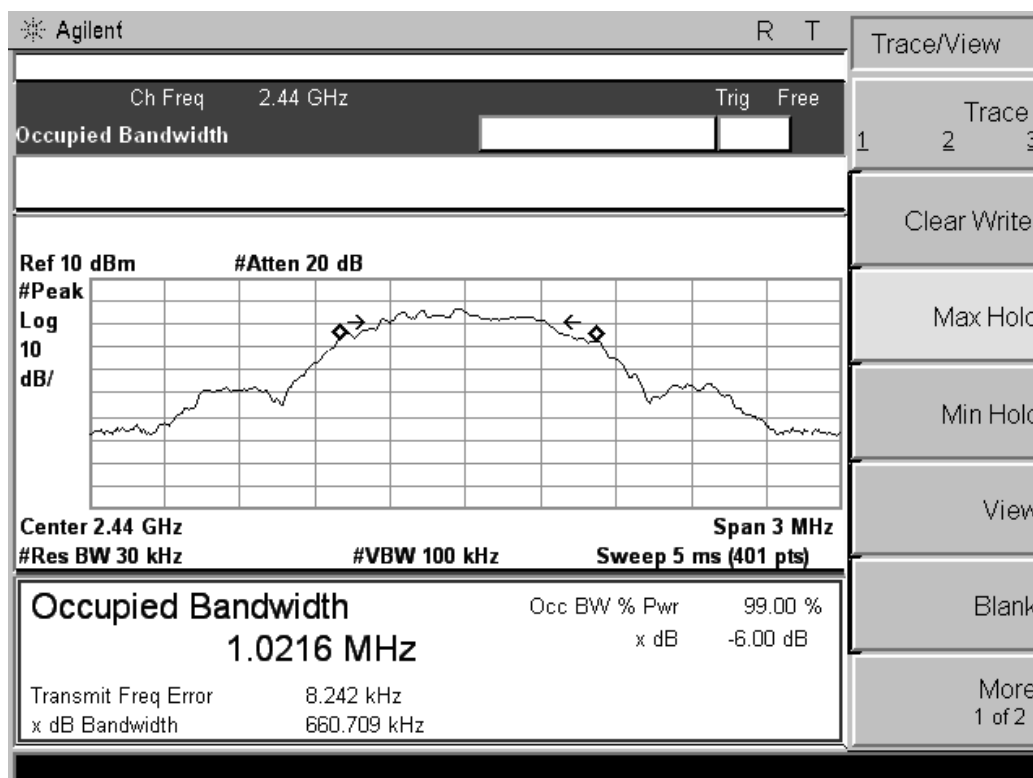 Agilent R T
Trace/View
Ch Freq 2.44 GHz Trig Free
Occupied Bandwidth
Trace
1 2 3
Clear Write
Ref 10 dBm #Atten 20 dB
#Peak
Log
10
dB/
Max Hold
Min Hold
View
Center 2.44 GHz Span 3 MHz
#Res BW 30 kHz #VBW 100 kHz Sweep 5 ms (401 pts)
Occupied Bandwidth
1.0216 MHz
Occ BW % Pwr 99.00 %
x dB -6.00 dB
Transmit Freq Error 8.242 kHz
x dB Bandwidth 660.709 kHz
Blank
More
1 of 2